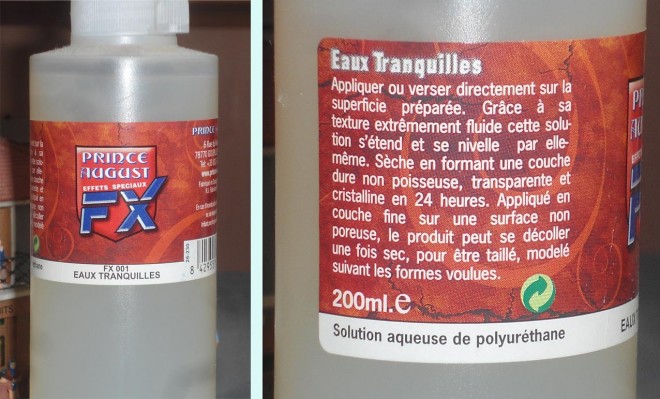 PRINCE
AUGUST
EFFETS SPECIAUX
FX
FX 001
EAUX TRANQUILLES
PRINCE
78770
Eaux Tranquilles
Appliquer ou verser directement sur la
superficie préparée. Grâce à sa
texture extrêmement fluide cette solu-
tion s'étend et se nivelle par elle-
même. Sèche en formant une couche
dure non poisseuse, transparente et
cristalline en 24 heures. Appliqué en
couche fine sur une surface non
poreuse, le produit peut se décoller
une fois sec, pour être taillé, modelé
suivant les formes voulues.
200ml.e
Solution aqueuse de polyuréthane